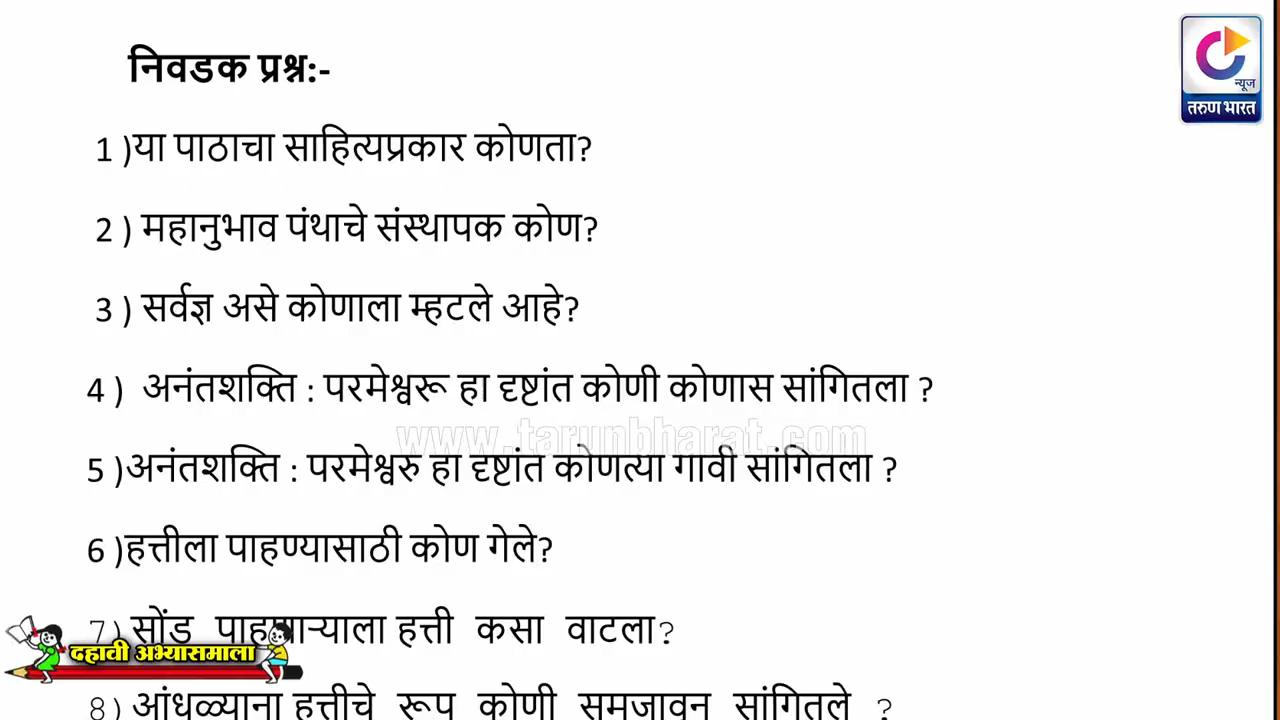 निवडक प्रश्न:-
न्यूज
तरुण भारत
1 )या पाठाचा साहित्यप्रकार कोणता?
2 ) महानुभाव पंथाचे संस्थापक कोण?
3 ) सर्वज्ञ असे कोणाला म्हटले आहे?
4 ) अनंतशक्ति : परमेश्वरू हा दृष्टांत कोणी कोणास सांगितला ?
www.tarunbharat.com
5 )अनंतशक्ति : परमेश्वरु हा दृष्टांत कोणत्या गावी सांगितला ?
6 )हत्तीला पाहण्यासाठी कोण गेले?
7) सोंड पाहणाऱ्याला हत्ती कसा वाटला?
दहावी अभ्यासमाला
8) आंधळ्याना हत्तीचे रूप कोणी समजावन सांगितले ?